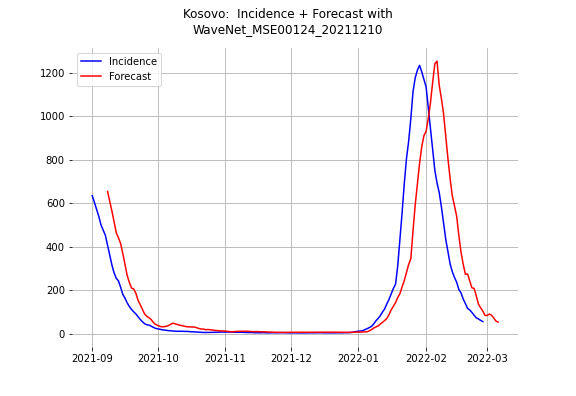 Kosovo:  Incidence + Forecast with
WaveNet_MSE00124_20211210
Incidence
Forecast
1200
1000
800
600
400
200
0
2021-09 2021-10 2021-11 2021-12 2022-01 2022-02 2022-03